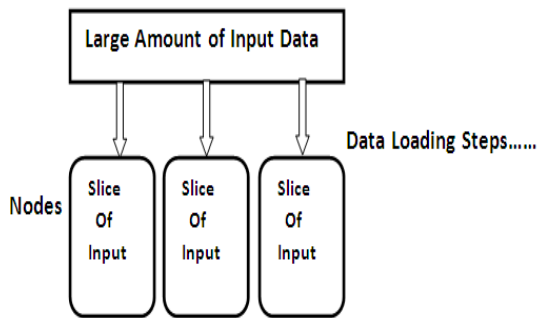 Large Amount of Input Data
Data Loading Steps......
Nodes
Slice
Of
Input
Slice
Of
Input
Slice
Of
Input